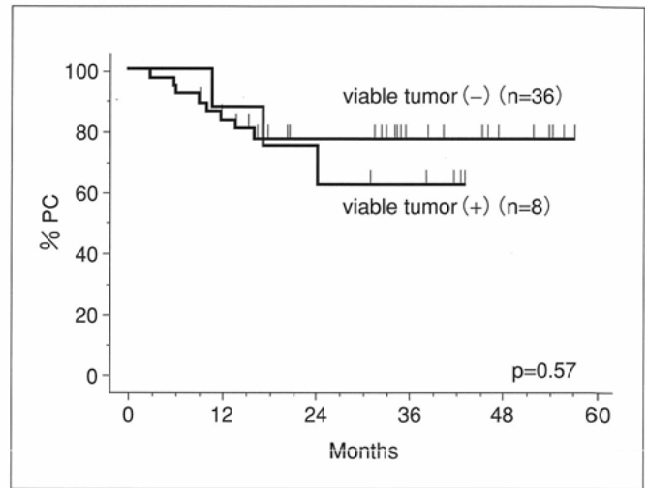 100
80
60
40
20
0
% PC
viable tumor (−) (n=36)
viable tumor (+) (n=8)
p=0.57
0 12 24 36 48 60
Months